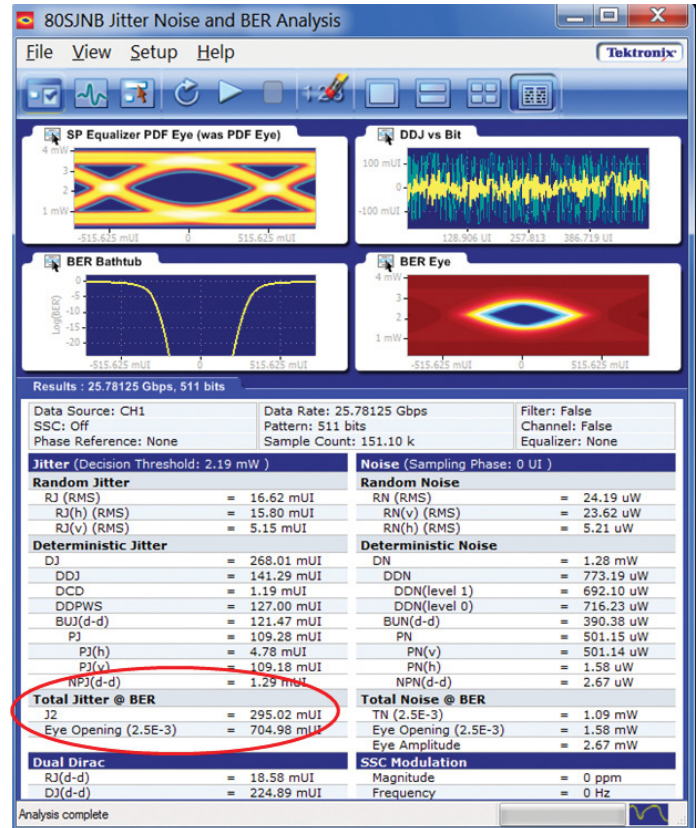 80SJNB Jitter Noise and BER Analysis
File View Setup Help
Tektronix
SP Equalizer PDF Eye (was PDF Eye)
4 mW
3
2
1 mW
-515.625 mUI 0 515.625 mUI
DDJ vs Bit
100 mUI
0
-100 mUI
128.906 UI 257.813 386.719 UI
BER Bathtub
Log(BER)
0
-5
-10
-15
-20
-515.625 mUI 0 515.625 mUI
BER Eye
4 mW
3
2
1 mW
-515.625 mUI 0 515.625 mUI
Results : 25.78125 Gbps, 511 bits
Data Source: CH1 Data Rate: 25.78125 Gbps Filter: False
SSC: Off Pattern: 511 bits Channel: False
Phase Reference: None Sample Count: 151.10 k Equalizer: None
Jitter (Decision Threshold: 2.19 mW )
Random Jitter
RJ (RMS) = 16.62 mUI
RJ(h) (RMS) = 15.80 mUI
RJ(v) (RMS) = 5.15 mUI
Deterministic Jitter
DJ = 268.01 mUI
DDJ = 141.29 mUI
DCD = 1.19 mUI
DDPWS = 127.00 mUI
BUJ(d-d) = 121.47 mUI
PJ = 109.28 mUI
PJ(h) = 4.78 mUI
PJ(v) = 109.18 mUI
NPJ(d-d) = 1.29 mUI
Total Jitter @ BER
J2 = 295.02 mUI
Eye Opening (2.5E-3) = 704.98 mUI
Dual Dirac
RJ(d-d) = 18.58 mUI
DJ(d-d) = 224.89 mUI
Noise (Sampling Phase: 0 UI )
Random Noise
RN (RMS) = 24.19 uW
RN(v) (RMS) = 23.62 uW
RN(h) (RMS) = 5.21 uW
Deterministic Noise
DN = 1.28 mW
DDN = 773.19 uW
DDN(level 1) = 692.10 uW
DDN(level 0) = 716.23 uW
BUN(d-d) = 390.38 uW
PN = 501.15 uW
PN(v) = 501.14 uW
PN(h) = 1.58 uW
NPN(d-d) = 2.67 uW
Total Noise @ BER
TN (2.5E-3) = 1.09 mW
Eye Opening (2.5E-3) = 1.58 mW
Eye Amplitude = 2.67 mW
SSC Modulation
Magnitude = 0 ppm
Frequency = 0 Hz
Analysis complete